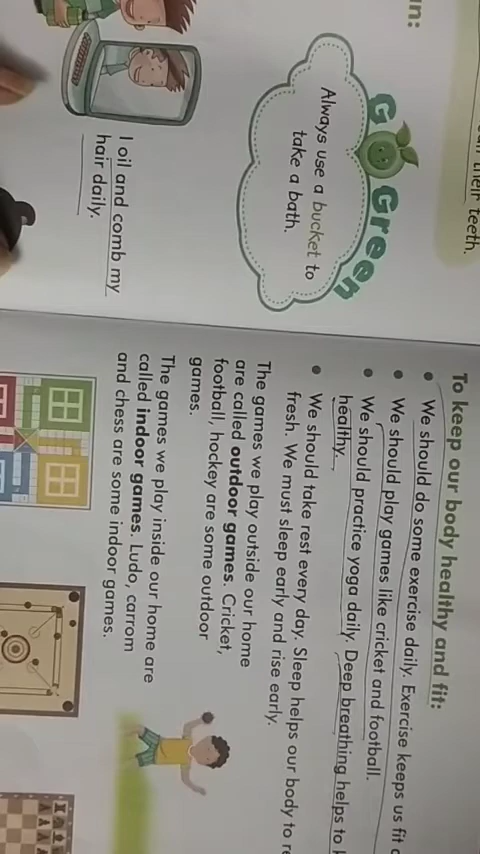 their teeth.
Go Green
Always use a bucket to
take a bath.
I oil and comb my
hair daily.
To keep our body healthy and fit:
• We should do some exercise daily. Exercise keeps us fit
• We should play games like cricket and football.
• We should practice yoga daily. Deep breathing helps to
healthy.
• We should take rest every day. Sleep helps our body to
fresh. We must sleep early and rise early.
The games we play outside our home
are called outdoor games. Cricket,
football, hockey are some outdoor
games.
The games we play inside our home are
called indoor games. Ludo, carrom
and chess are some indoor games.